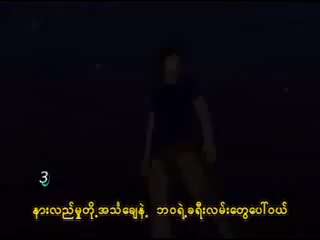 3
နားလည်မှုတို့အသိချေနဲ့ ဘဝရဲ့ခရီးလမ်းတွေပေါ်ဝယ်